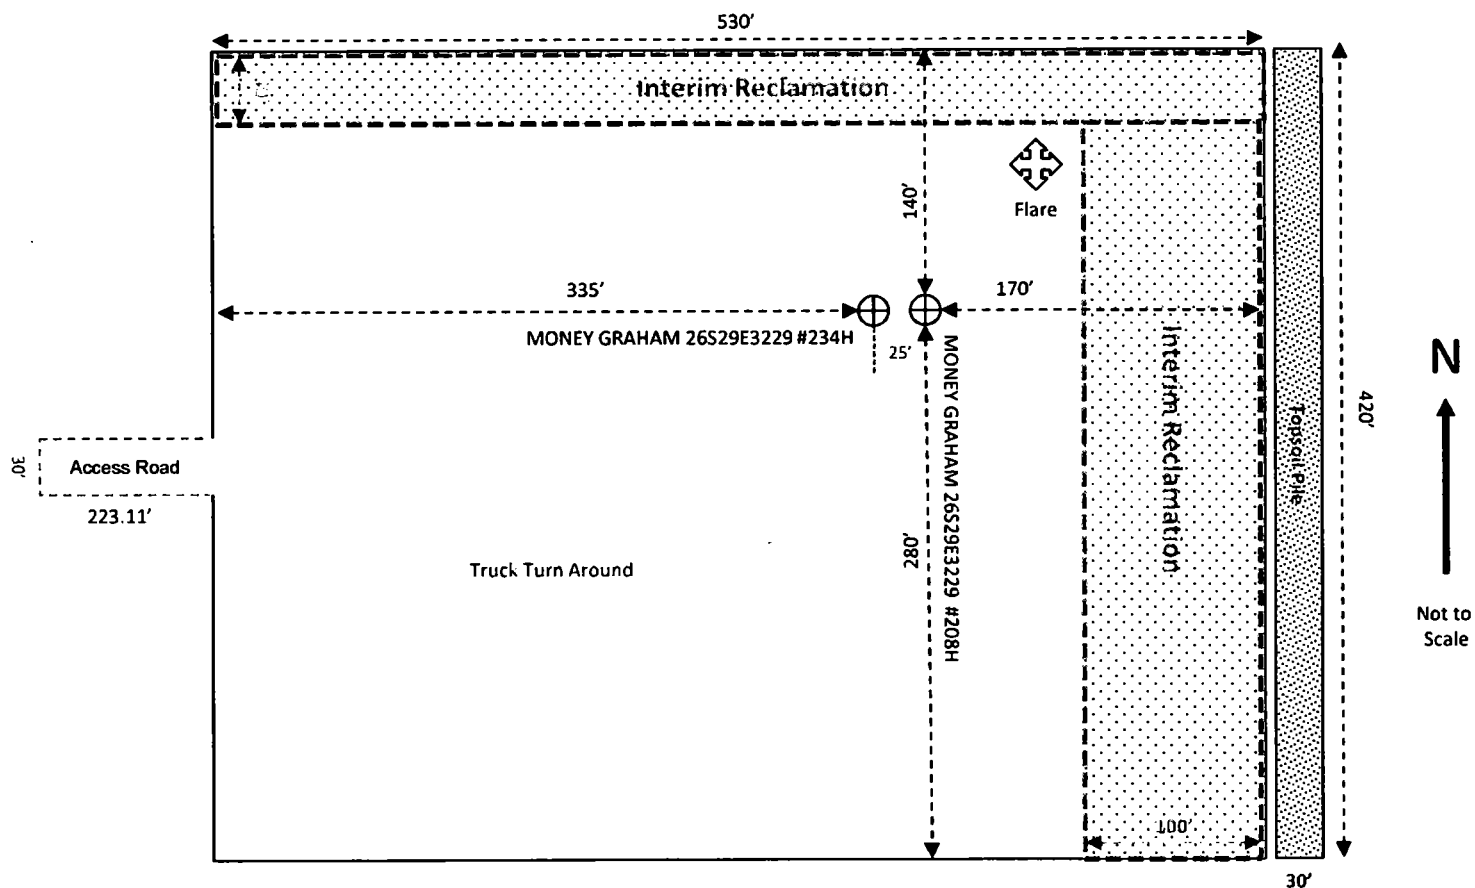 530'
Interim Reclamation
140'
Flare
335'
170'
MONEY GRAHAM 26S29E3229 #234H
25'
MONEY GRAHAM 26S29E3229 #208H
Interim Reclamation
Topsoil Pile
420'
N
Not to
Scale
30'
Access Road
223.11'
280'
Truck Turn Around
100'
30'